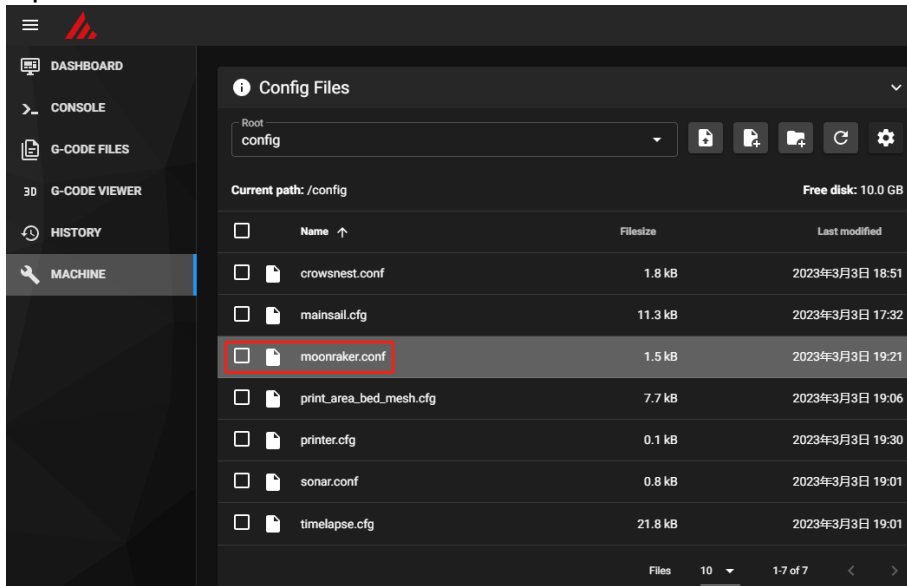 DASHBOARD
CONSOLE
G-CODE FILES
3D G-CODE VIEWER
HISTORY
MACHINE
Config Files
Root
config
Current path: /config Free disk: 10.0 GB
Name Filesize Last modified
crowsnest.conf 1.8 kB 2023年3月3日 18:51
mainsail.cfg 11.3 kB 2023年3月3日 17:32
moonraker.conf 1.5 kB 2023年3月3日 19:21
print_area_bed_mesh.cfg 7.7 kB 2023年3月3日 19:06
printer.cfg 0.1 kB 2023年3月3日 19:30
sonar.conf 0.8 kB 2023年3月3日 19:01
timelapse.cfg 21.8 kB 2023年3月3日 19:01
Files 10 1-7 of 7